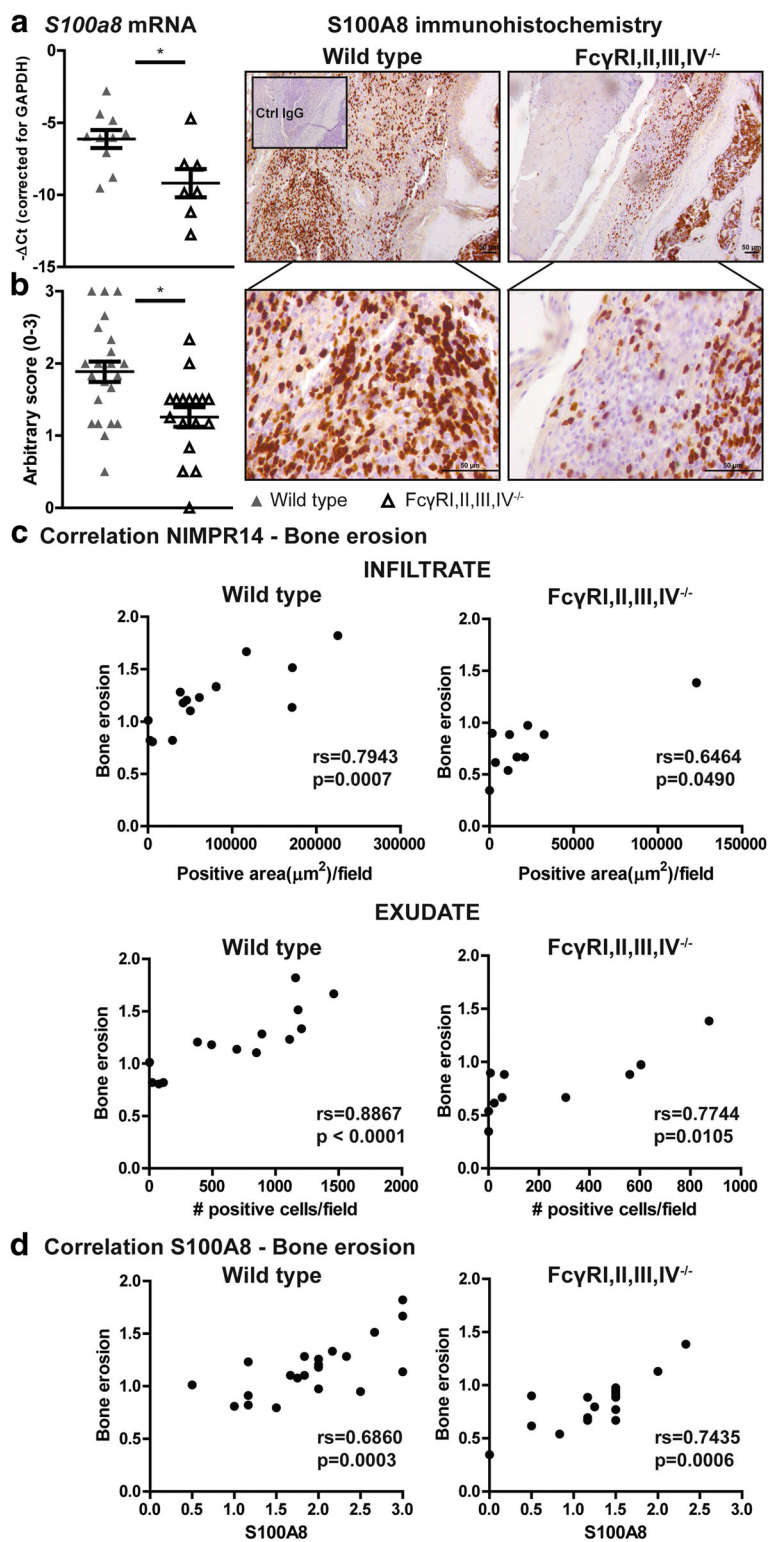 a S100a8 mRNA
S100A8 immunohistochemistry
Wild type
FcγRI,II,III,IV-/-
-ΔCt (corrected for GAPDH)
0
-5
-10
-15
*
Ctrl IgG
50 μm
50 μm
b
Arbitrary score (0-3)
3
2
1
0
*
50 μm
50 μm
Wild type
FcγRI,II,III,IV-/-
c Correlation NIMPR14 - Bone erosion
INFILTRATE
Wild type
Bone erosion
2.0
1.5
1.0
0.5
0.0
rs=0.7943
p=0.0007
0 100000 200000 300000
Positive area(μm2)/field
FcγRI,II,III,IV-/-
Bone erosion
2.0
1.5
1.0
0.5
0.0
rs=0.6464
p=0.0490
0 50000 100000 150000
Positive area(μm2)/field
EXUDATE
Wild type
Bone erosion
2.0
1.5
1.0
0.5
0.0
rs=0.8867
p < 0.0001
0 500 1000 1500 2000
# positive cells/field
FcγRI,II,III,IV-/-
Bone erosion
2.0
1.5
1.0
0.5
0.0
rs=0.7744
p=0.0105
0 200 400 600 800 1000
# positive cells/field
d Correlation S100A8 - Bone erosion
Wild type
Bone erosion
2.0
1.5
1.0
0.5
0.0
rs=0.6860
p=0.0003
0.0 0.5 1.0 1.5 2.0 2.5 3.0
S100A8
FcγRI,II,III,IV-/-
Bone erosion
2.0
1.5
1.0
0.5
0.0
rs=0.7435
p=0.0006
0.0 0.5 1.0 1.5 2.0 2.5 3.0
S100A8